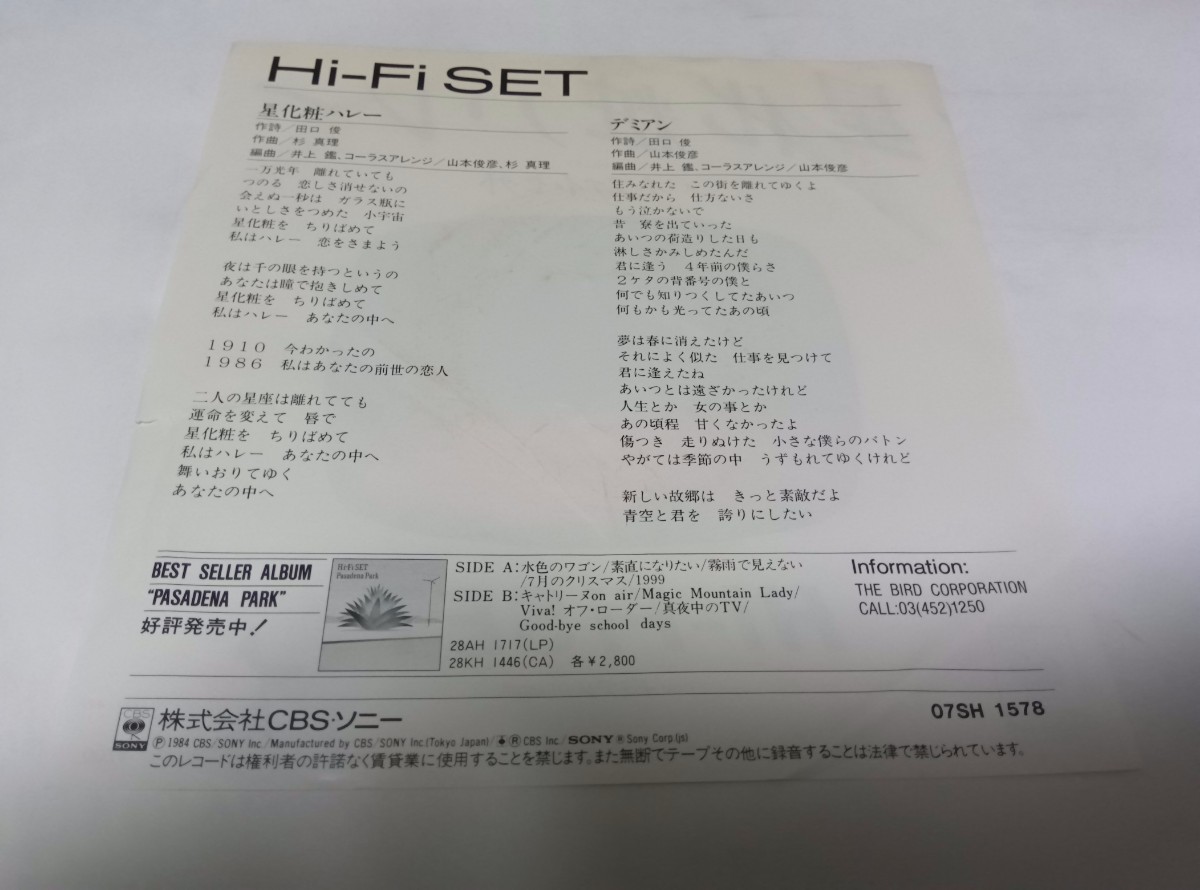 Hi-Fi SET
星化粧ハレー
作詩/田口 俊
作曲/杉 真理
編曲/井上 鑑、コーラスアレンジ/山本俊彦、杉 真理
一万光年 離れていても
つのる 恋しさ消せないの
会えぬ一秒は ガラス瓶に
いとしさをつめた 小宇宙
星化粧を ちりばめて
私はハレー 恋をさまよう
夜は千の眼を持つというの
あなたは瞳で抱きしめて
星化粧を ちりばめて
私はハレー あなたの中へ
1910 今わかったの
1986 私はあなたの前世の恋人
二人の星座は離れてても
運命を変えて 唇で
星化粧を ちりばめて
私はハレー あなたの中へ
舞いおりてゆく
あなたの中へ
デミアン
作詩/田口 俊
作曲/山本俊彦
編曲/井上 鑑、コーラスアレンジ/山本俊彦
住みなれた この街を離れてゆくよ
仕事だから 仕方ないさ
もう泣かないで
昔 寮を出ていった
あいつの荷造りした日も
淋しさかみしめたんだ
君に逢う 4年前の僕らさ
2ケタの背番号の僕と
何でも知りつくしてたあいつ
何もかも光ってたあの頃
夢は春に消えたけど
それによく似た 仕事を見つけて
君に逢えたね
あいつとは遠ざかったけれど
人生とか 女の事とか
あの頃程 甘くなかったよ
傷つき 走りぬけた 小さな僕らのバトン
やがては季節の中 うずもれてゆくけれど
新しい故郷は きっと素敵だよ
青空と君を 誇りにしたい
BEST SELLER ALBUM
"PASADENA PARK"
好評発売中!
Hi-Fi SET
Pasadena Park
SIDE A:水色のワゴン/素直になりたい/霧雨で見えない
/7月のクリスマス/1999
SIDE B:キャトリーヌon air/Magic Mountain Lady/
Viva! オフ・ローダー/真夜中のTV/
Good-bye school days
28AH 1717(LP)
28KH 1446(CA) 各¥2,800
Information:
THE BIRD CORPORATION
CALL:03(452)1250
CBS
SONY
株式会社CBS・ソニー
07SH 1578
Ⓟ 1984 CBS/SONY Inc./Manufactured by CBS/SONY Inc.(Tokyo Japan)/Ⓡ CBS Inc./SONY ® Sony Corp.(js)
このレコードは権利者の許諾なく賃貸業に使用することを禁じます。また無断でテープその他に録音することは法律で禁じられています。